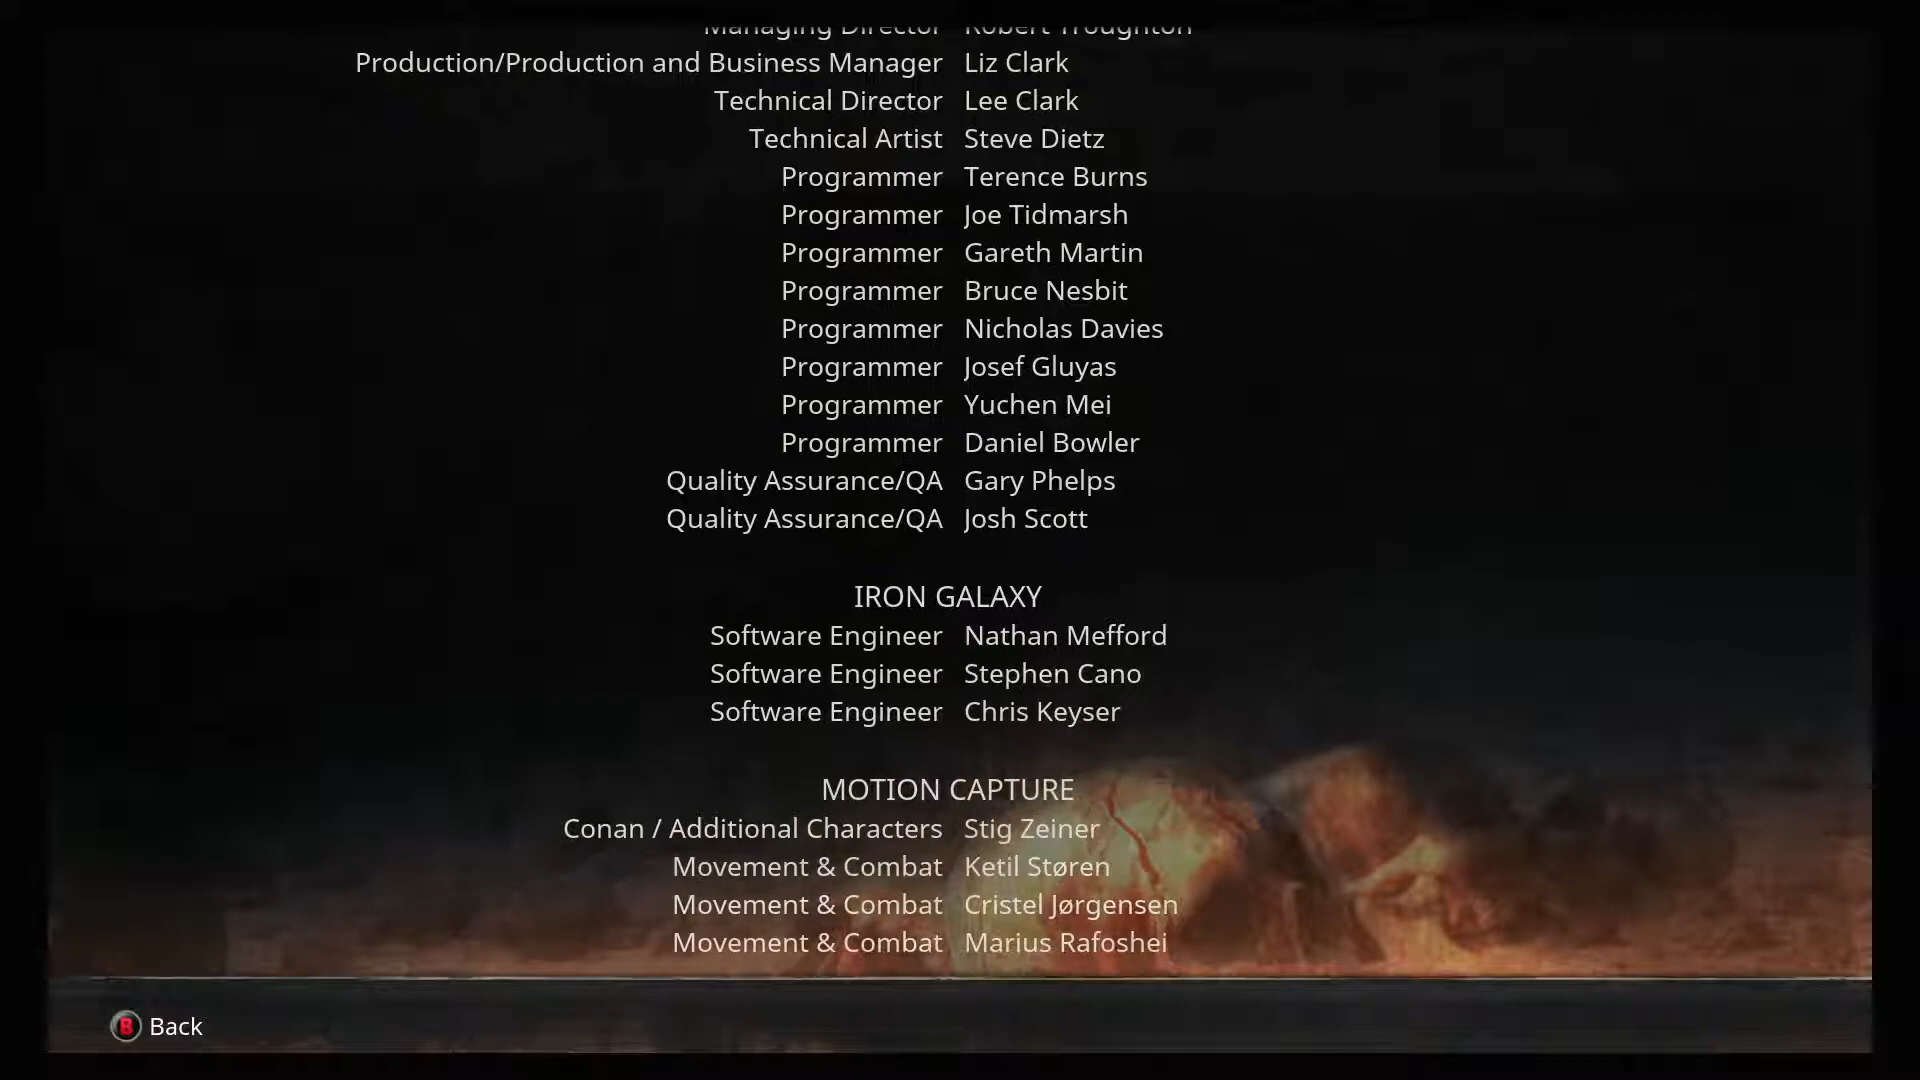 Managing Director Robert Troughton
Production/Production and Business Manager Liz Clark
Technical Director Lee Clark
Technical Artist Steve Dietz
Programmer Terence Burns
Programmer Joe Tidmarsh
Programmer Gareth Martin
Programmer Bruce Nesbit
Programmer Nicholas Davies
Programmer Josef Gluyas
Programmer Yuchen Mei
Programmer Daniel Bowler
Quality Assurance/QA Gary Phelps
Quality Assurance/QA Josh Scott
IRON GALAXY
Software Engineer Nathan Mefford
Software Engineer Stephen Cano
Software Engineer Chris Keyser
MOTION CAPTURE
Conan / Additional Characters Stig Zeiner
Movement & Combat Ketil Støren
Movement & Combat Cristel Jørgensen
Movement & Combat Marius Rafoshei
B Back